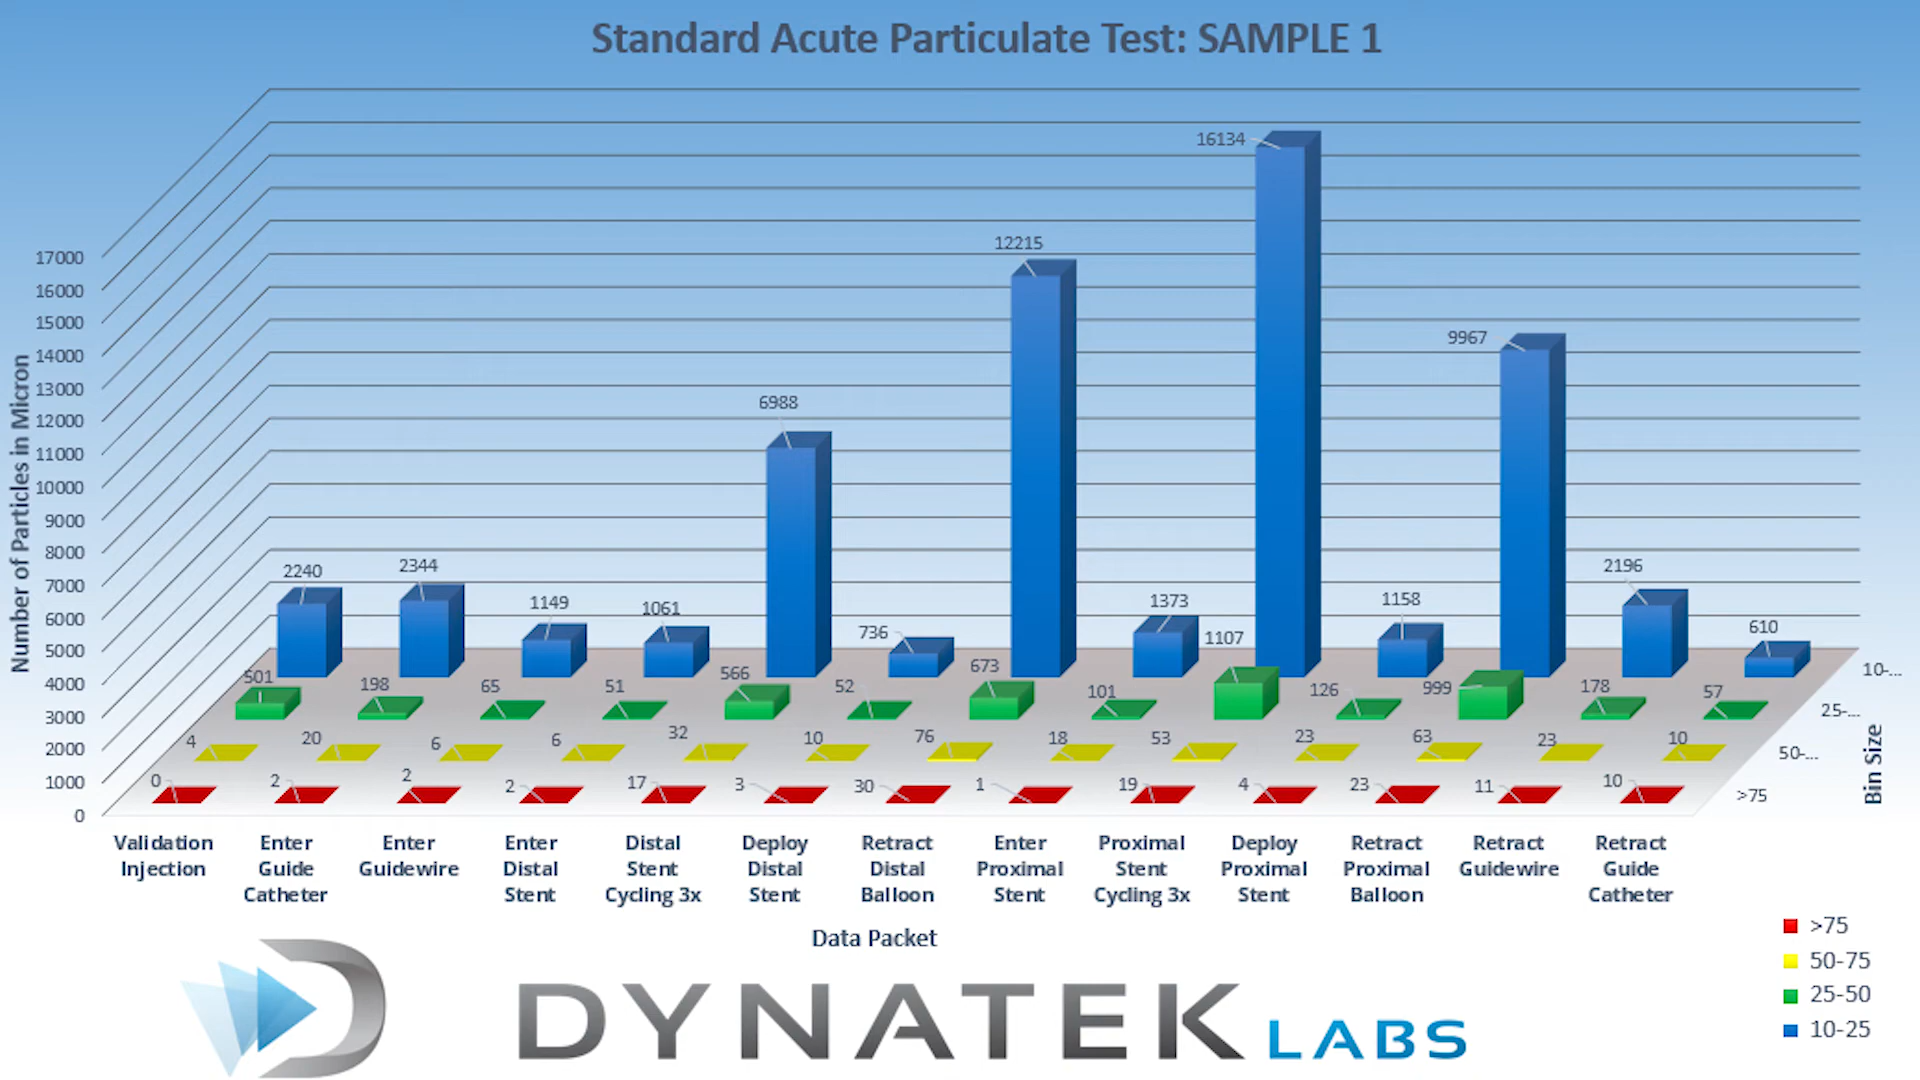 Standard Acute Particulate Test: SAMPLE 1
Number of Particles in Micron
17000
16000
15000
14000
13000
12000
11000
10000
9000
8000
7000
6000
5000
4000
3000
2000
1000
0
2240
2344
1149
1061
6988
736
12215
1373
16134
1158
9967
2196
610
501
198
65
51
566
52
673
101
1107
126
999
178
57
4
20
6
6
32
10
76
18
53
23
63
23
10
0
2
2
2
17
3
30
1
19
4
23
11
10
10-...
25-...
50-...
>75
Bin Size
Validation
Injection
Enter
Guide
Catheter
Enter
Guidewire
Enter
Distal
Stent
Distal
Stent
Cycling 3x
Deploy
Distal
Stent
Retract
Distal
Balloon
Enter
Proximal
Stent
Proximal
Stent
Cycling 3x
Deploy
Proximal
Stent
Retract
Proximal
Balloon
Retract
Guidewire
Retract
Guide
Catheter
Data Packet
>75
50-75
25-50
10-25
DYNATEK LABS